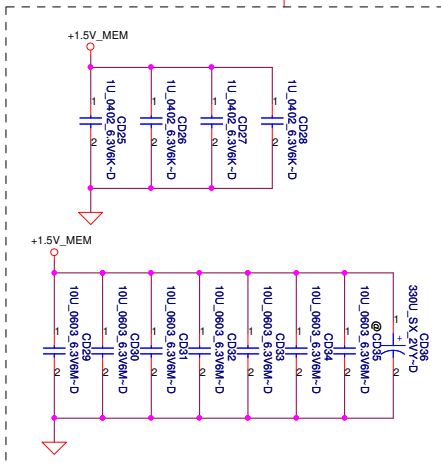 +1.5V_MEM
1
2
1U_0402_6.3V6K~D
CD25
1
2
1U_0402_6.3V6K~D
CD26
1
2
1U_0402_6.3V6K~D
CD27
1
2
1U_0402_6.3V6K~D
CD28
+1.5V_MEM
1
2
10U_0603_6.3V6M~D
CD29
1
2
10U_0603_6.3V6M~D
CD30
1
2
10U_0603_6.3V6M~D
CD31
1
2
10U_0603_6.3V6M~D
CD32
1
2
10U_0603_6.3V6M~D
CD33
1
2
10U_0603_6.3V6M~D
CD34
1
2
10U_0603_6.3V6M~D
CD35
@
1
+
2
330U_SX_2VY~D
CD36